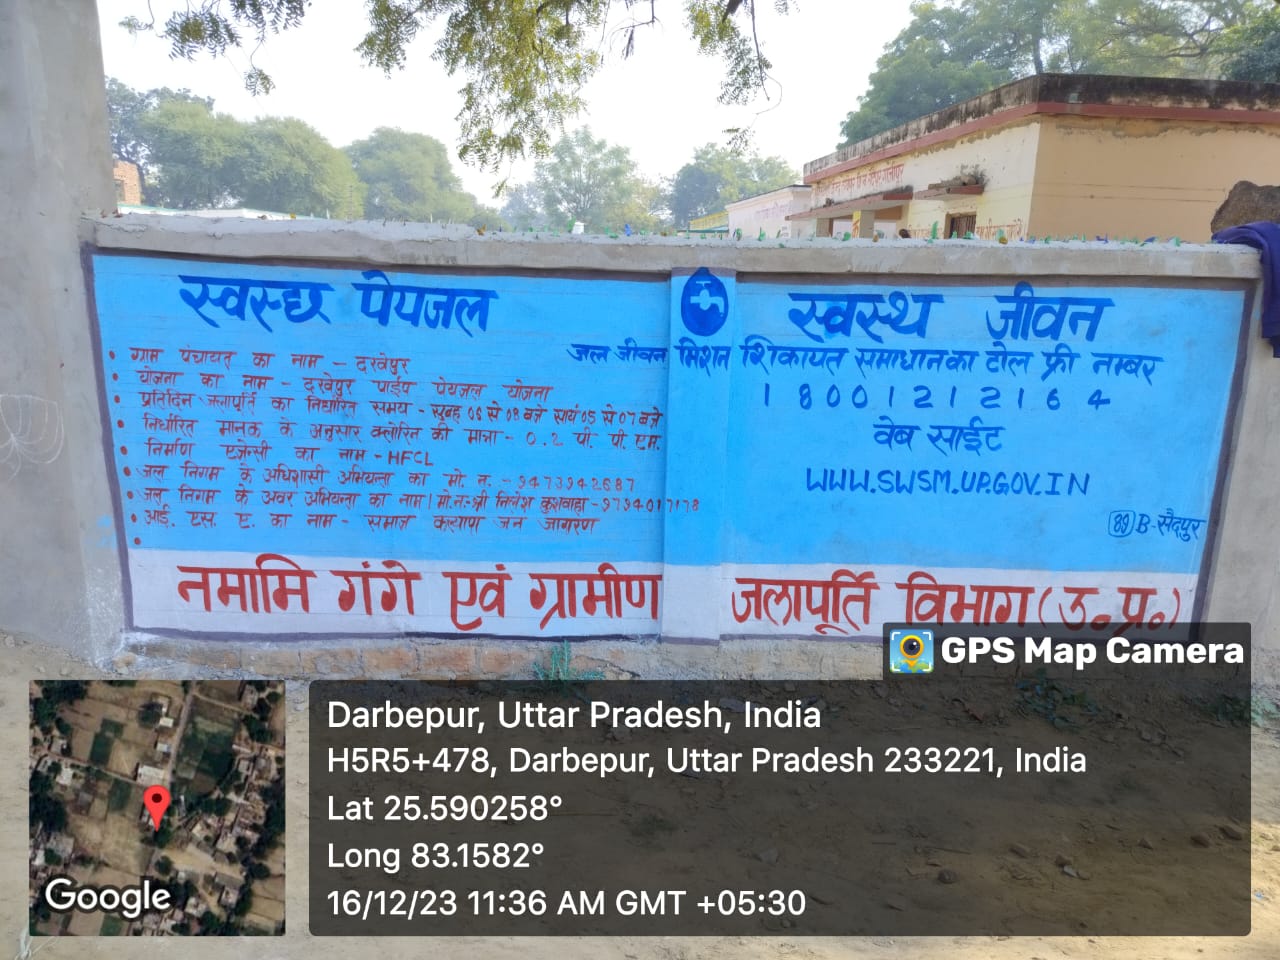 स्वस्छ पेयजल
स्वस्थ जीवन
ग्राम पंचायत का नाम - दरवेपुर
योजना का नाम - दरवेपुर पाईप पेयजल योजना
प्रतिदिन जलापूर्ति का निर्धारित समय - सुबह 06 से 08 बजे सायं 05 से 07 बजे
निर्धारित मानक के अनुसार क्लोरिन की मात्रा - 0.2 पी. पी. एम.
निर्माण एजेन्सी का नाम - HFCL
जल निगम के अधिशासी अभियन्ता का मो. न. - 9473942687
जल निगम के अवर अभियन्ता का नाम / मो.न.-श्री निलेश कुशवाहा - 9794017178
आई. एस. ए. का नाम - समाज कल्याण जन जागरण
जल जीवन मिशन शिकायत समाधान का टोल फ्री नम्बर
18001212164
वेब साईट
WWW.SWSM.UP.GOV.IN
89 B-सैदपुर
नमामि गंगे एवं ग्रामीण जलापूर्ति विभाग (उ.प्र.)
GPS Map Camera
Darbepur, Uttar Pradesh, India
H5R5+478, Darbepur, Uttar Pradesh 233221, India
Lat 25.590258°
Long 83.1582°
16/12/23 11:36 AM GMT +05:30
Google